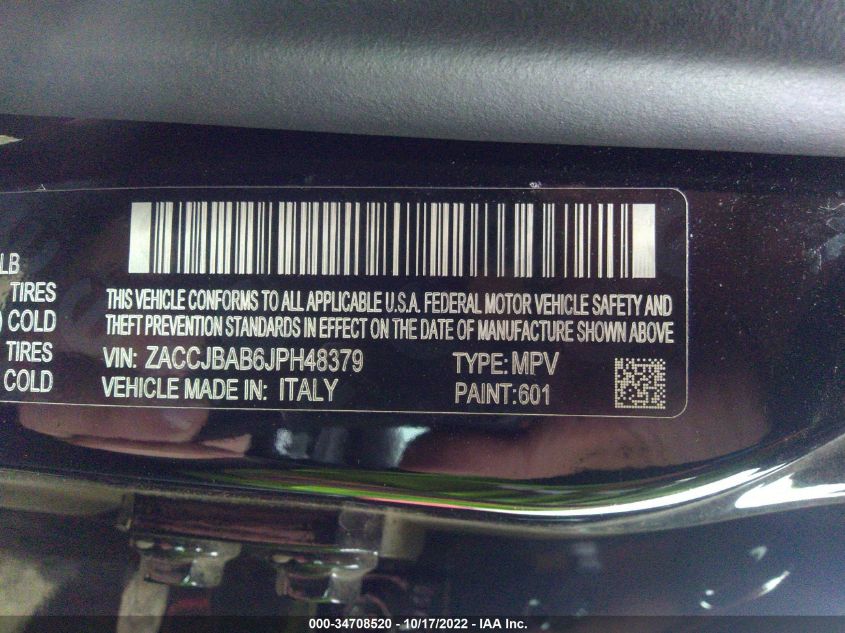 LB
TIRES
) COLD
TIRES
COLD
THIS VEHICLE CONFORMS TO ALL APPLICABLE U.S.A. FEDERAL MOTOR VEHICLE SAFETY AND
THEFT PREVENTION STANDARDS IN EFFECT ON THE DATE OF MANUFACTURE SHOWN ABOVE
VIN: ZACCJBAB6JPH48379 TYPE: MPV
VEHICLE MADE IN: ITALY PAINT:601
000-34708520 - 10/17/2022 - IAA Inc.